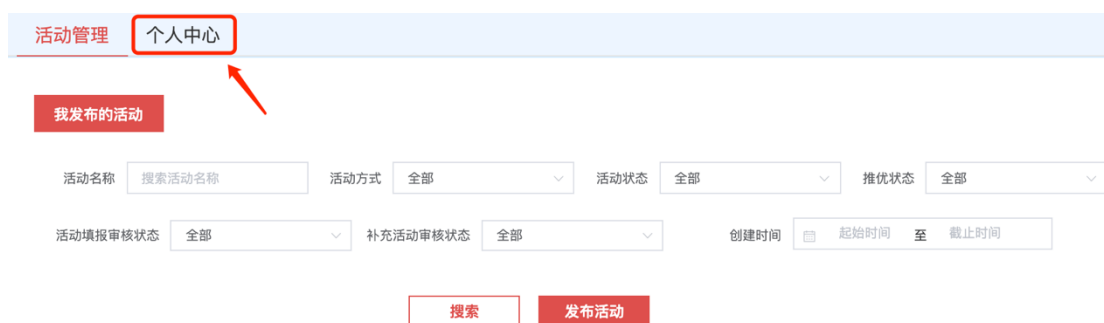 活动管理 个人中心
我发布的活动
活动名称 搜索活动名称 活动方式 全部 活动状态 全部 推优状态 全部
活动填报审核状态 全部 补充活动审核状态 全部 创建时间 起始时间 至 截止时间
搜索 发布活动